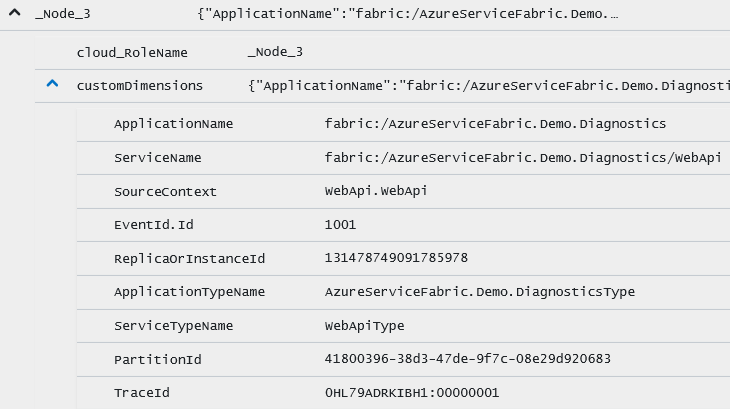 _Node_3 {"ApplicationName":"fabric:/AzureServiceFabric.Demo.…
cloud_RoleName _Node_3
customDimensions {"ApplicationName":"fabric:/AzureServiceFabric.Demo.Diagnosti
ApplicationName fabric:/AzureServiceFabric.Demo.Diagnostics
ServiceName fabric:/AzureServiceFabric.Demo.Diagnostics/WebApi
SourceContext WebApi.WebApi
EventId.Id 1001
ReplicaOrInstanceId 131478749091785978
ApplicationTypeName AzureServiceFabric.Demo.DiagnosticsType
ServiceTypeName WebApiType
PartitionId 41800396-38d3-47de-9f7c-08e29d920683
TraceId 0HL79ADRKIBH1:00000001